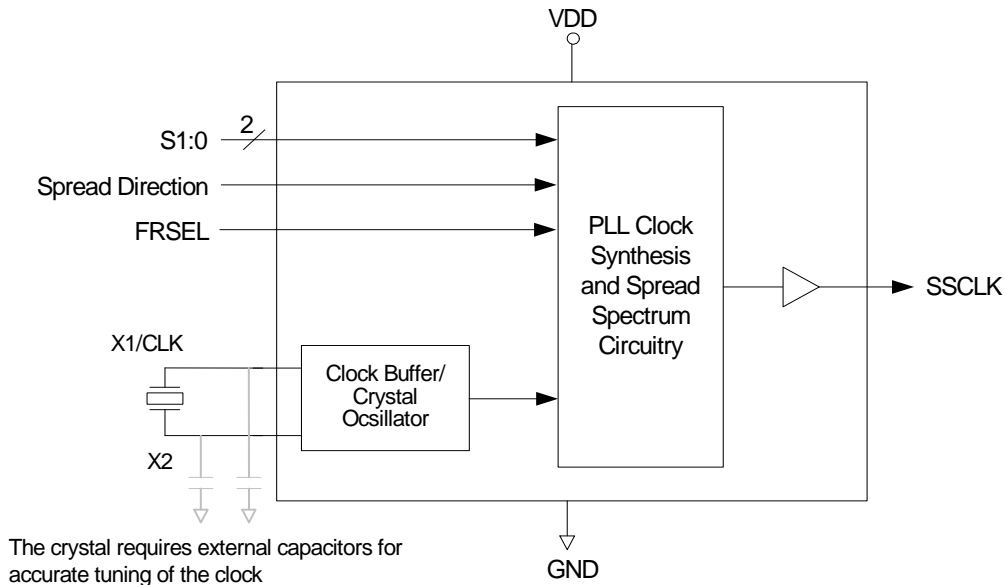 VDD
2
S1:0
Spread Direction
FRSEL
PLL Clock
Synthesis
and Spread
Spectrum
Circuitry
SSCLK
X1/CLK
Clock Buffer/
Crystal
Ocsillator
X2
The crystal requires external capacitors for
accurate tuning of the clock
GND